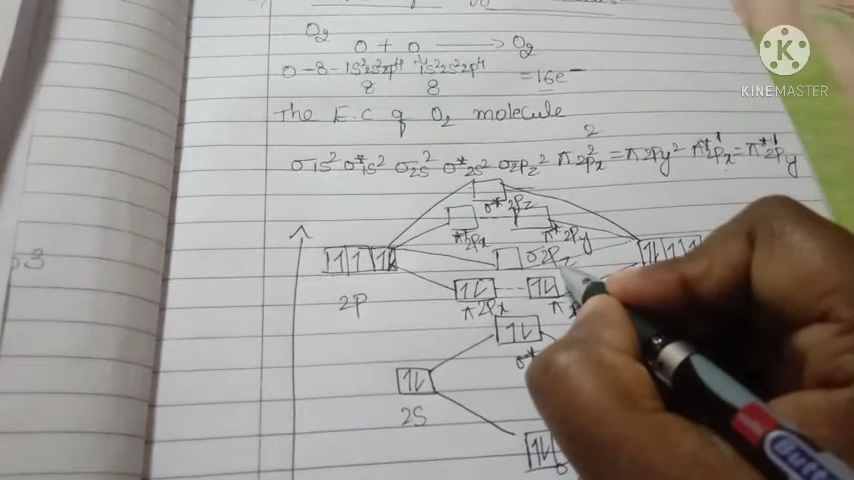 O₂
O + O ⟶ O₂
O-8-1s²2s²2p⁴ 1s²2s²2p⁴ =16e⁻
8 8
The E.C of O₂ molecule
σ1s² σ*1s² σ2s² σ*2s² σ2pz² π2px² = π2py² π*2px¹ = π*2py¹
σ*2pz
π*2px π*2py
σ2pz
2p
π2px π
σ*
2S
σ
KINEMASTER
Butt